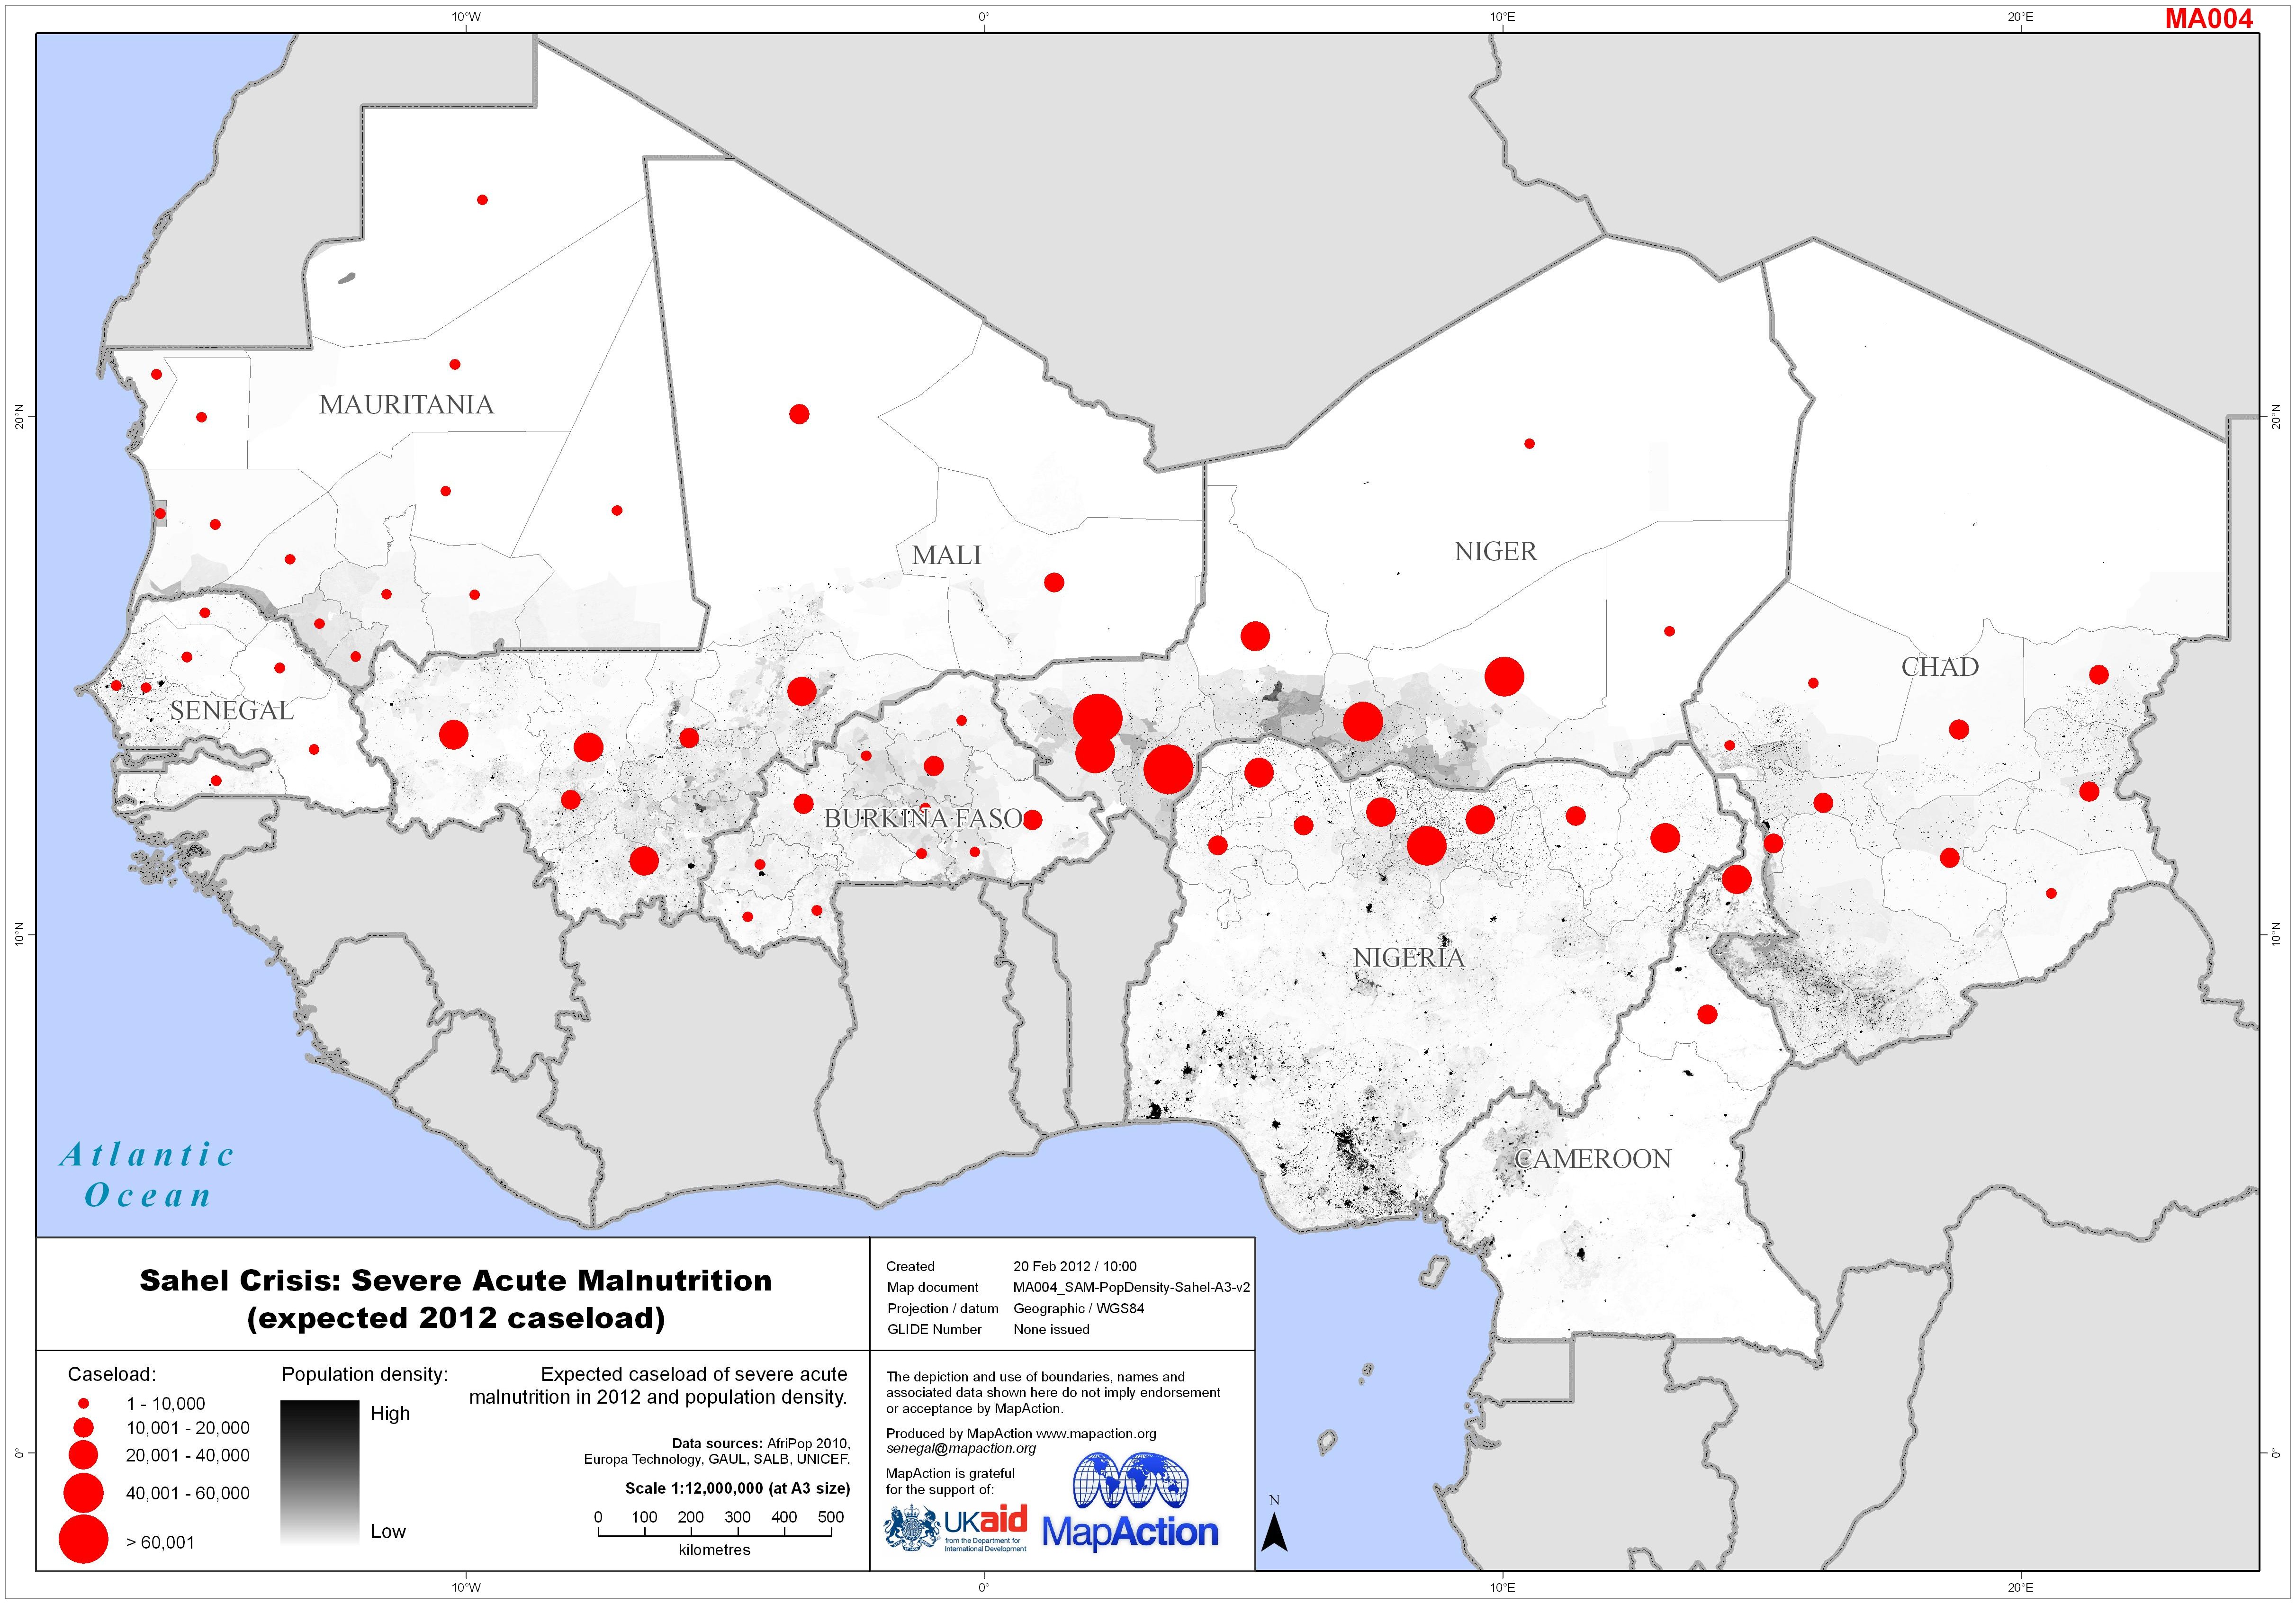 MA004
10°W
0°
10°E
20°E
20°N
20°N
MAURITANIA
MALI
NIGER
CHAD
SENEGAL
BURKINA FASO
10°N
10°N
NIGERIA
CAMEROON
Atlantic
Ocean
Sahel Crisis: Severe Acute Malnutrition
(expected 2012 caseload)
Created 20 Feb 2012 / 10:00
Map document MA004_SAM-PopDensity-Sahel-A3-v2
Projection / datum Geographic / WGS84
GLIDE Number None issued
Caseload:
1 - 10,000
10,001 - 20,000
20,001 - 40,000
40,001 - 60,000
> 60,001
Population density:
High
Low
Expected caseload of severe acute
malnutrition in 2012 and population density.
Data sources: AfriPop 2010,
Europa Technology, GAUL, SALB, UNICEF.
Scale 1:12,000,000 (at A3 size)
0 100 200 300 400 500
kilometres
The depiction and use of boundaries, names and
associated data shown here do not imply endorsement
or acceptance by MapAction.
Produced by MapAction www.mapaction.org
senegal@mapaction.org
MapAction is grateful
for the support of:
UKaid
from the Department for
International Development
MapAction
N
0°
0°
10°W
0°
10°E
20°E